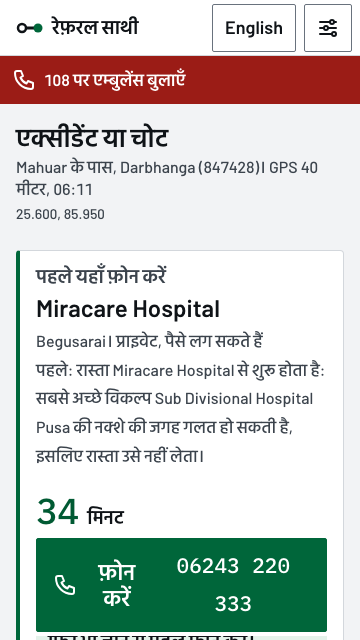 रेफ़रल साथी
English
108 पर एम्बुलेंस बुलाएँ
एक्सीडेंट या चोट
Mahuar के पास, Darbhanga (847428)। GPS 40
मीटर, 06:11
25.600, 85.950
पहले यहाँ फ़ोन करें
Miracare Hospital
Begusarai। प्राइवेट, पैसे लग सकते हैं
पहले: रास्ता Miracare Hospital से शुरू होता है:
सबसे अच्छे विकल्प Sub Divisional Hospital
Pusa की नक्शे की जगह गलत हो सकती है,
इसलिए रास्ता उसे नहीं लेता।
34 मिनट
फ़ोन करें
06243 220 333